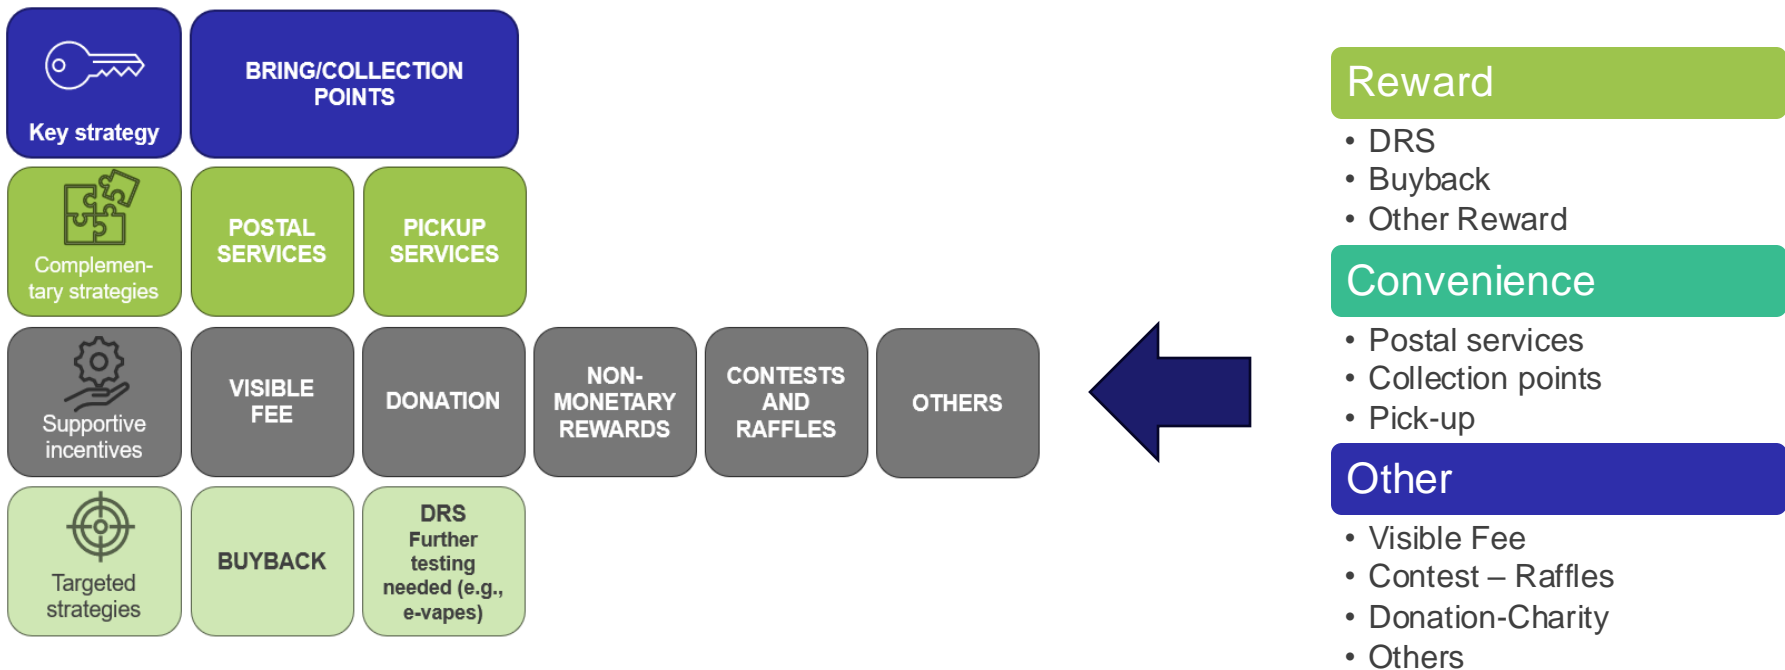 Key strategy
BRING/COLLECTION
POINTS
Complemen-
tary strategies
POSTAL
SERVICES
PICKUP
SERVICES
Supportive
incentives
VISIBLE
FEE
DONATION
NON-
MONETARY
REWARDS
CONTESTS
AND
RAFFLES
OTHERS
Targeted
strategies
BUYBACK
DRS
Further
testing
needed (e.g.,
e-vapes)
Reward
• DRS
• Buyback
• Other Reward
Convenience
• Postal services
• Collection points
• Pick-up
Other
• Visible Fee
• Contest – Raffles
• Donation-Charity
• Others